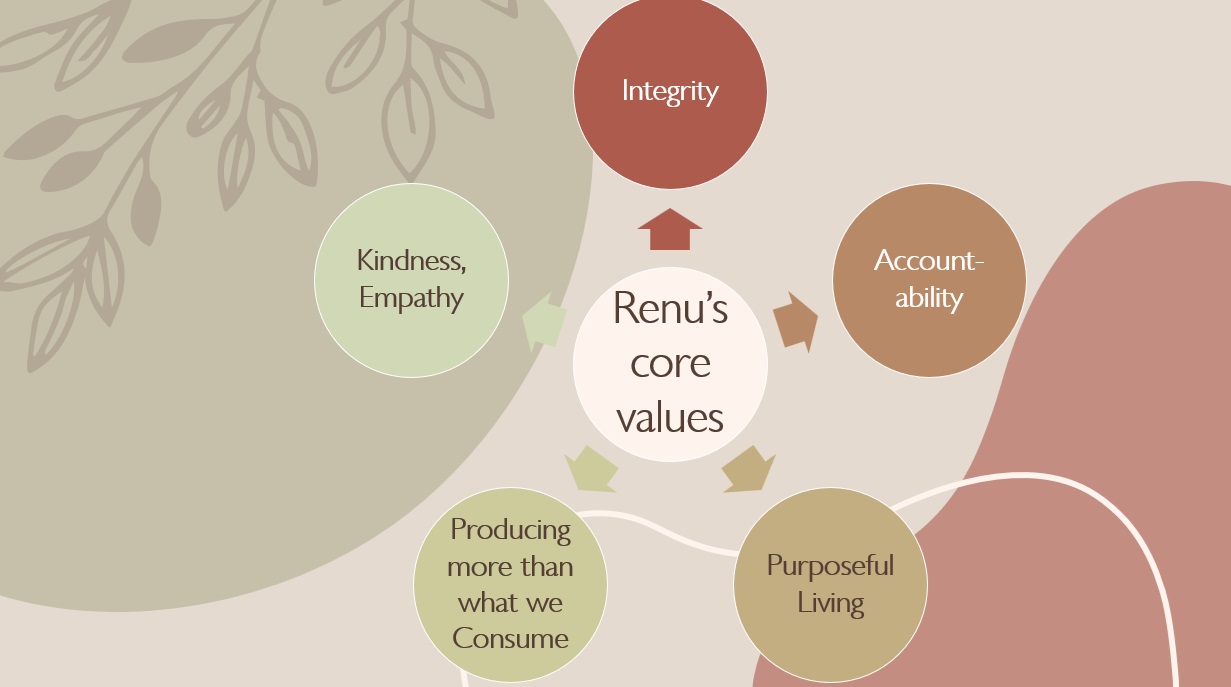 Integrity
Kindness,
Empathy
Account-
ability
Renu’s
core
values
Producing
more than
what we
Consume
Purposeful
Living